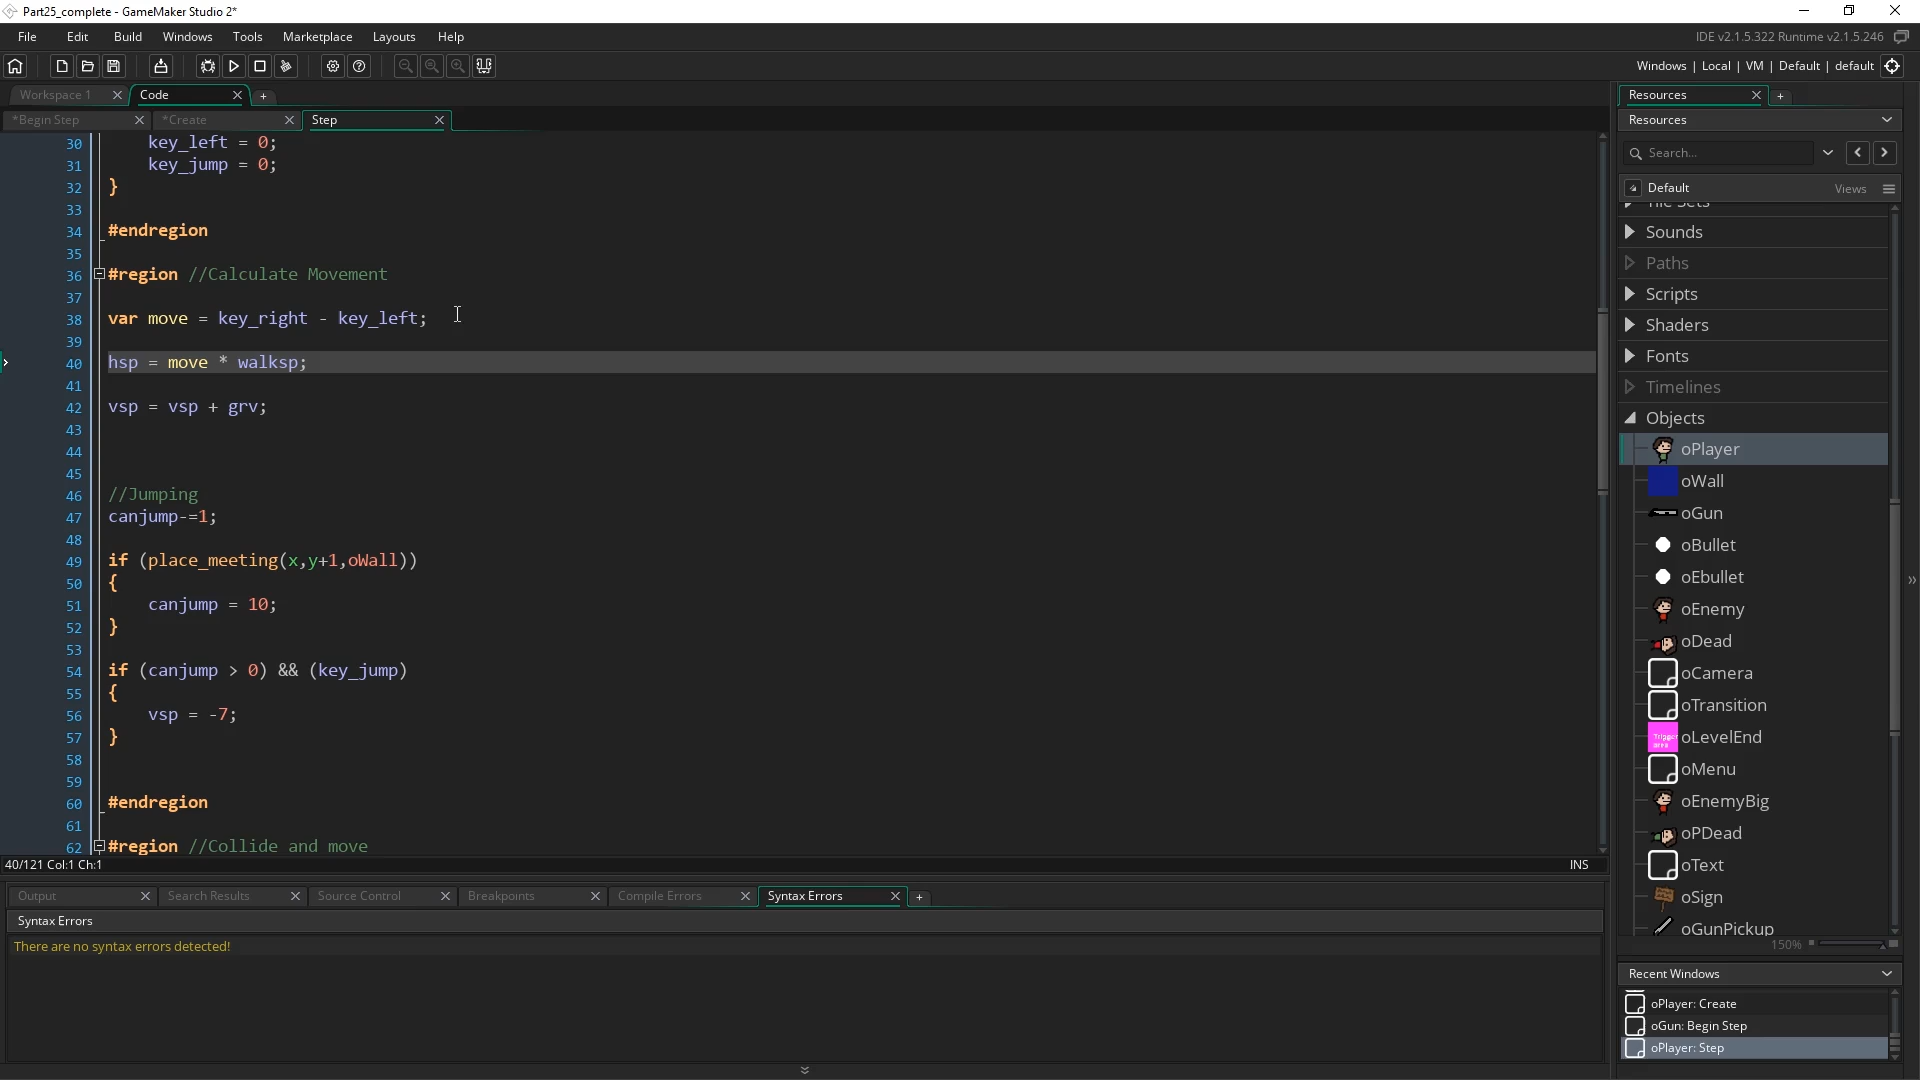 Part25_complete - GameMaker Studio 2*
File Edit Build Windows Tools Marketplace Layouts Help
IDE v2.1.5.322 Runtime v2.1.5.246
Windows | Local | VM | Default | default
Workspace 1 Code +
*Begin Step *Create Step
30 key_left = 0;
31 key_jump = 0;
32 }
33
34 #endregion
35
36 #region //Calculate Movement
37
38 var move = key_right - key_left;
39
40 hsp = move * walksp;
41
42 vsp = vsp + grv;
43
44
45
46 //Jumping
47 canjump-=1;
48
49 if (place_meeting(x,y+1,oWall))
50 {
51 canjump = 10;
52 }
53
54 if (canjump > 0) && (key_jump)
55 {
56 vsp = -7;
57 }
58
59
60 #endregion
61
62 #region //Collide and move
40/121 Col:1 Ch:1 INS
Output Search Results Source Control Breakpoints Compile Errors Syntax Errors +
Syntax Errors
There are no syntax errors detected!
Resources +
Resources
Search...
Default Views
Tile Sets
Sounds
Paths
Scripts
Shaders
Fonts
Timelines
Objects
oPlayer
oWall
oGun
oBullet
oEbullet
oEnemy
oDead
oCamera
oTransition
Trigger oLevelEnd
oMenu
oEnemyBig
oPDead
oText
oSign
oGunPickup
150%
Recent Windows
oPlayer: Create
oGun: Begin Step
oPlayer: Step